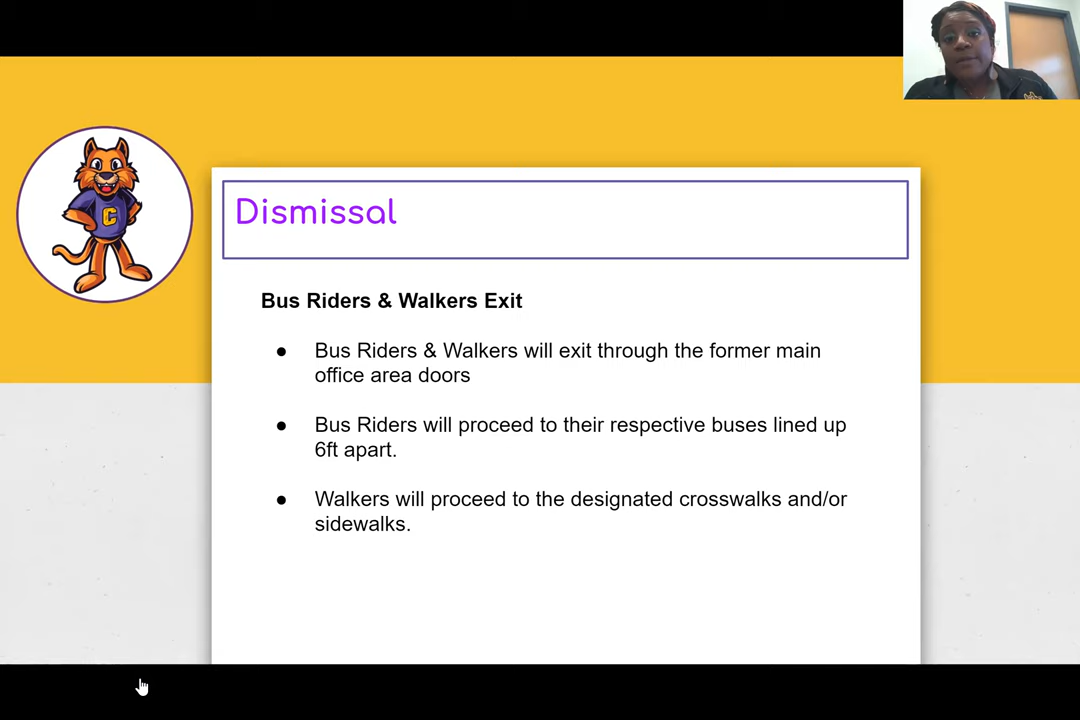 C
Dismissal
Bus Riders & Walkers Exit
● Bus Riders & Walkers will exit through the former main
office area doors
● Bus Riders will proceed to their respective buses lined up
6ft apart.
● Walkers will proceed to the designated crosswalks and/or
sidewalks.